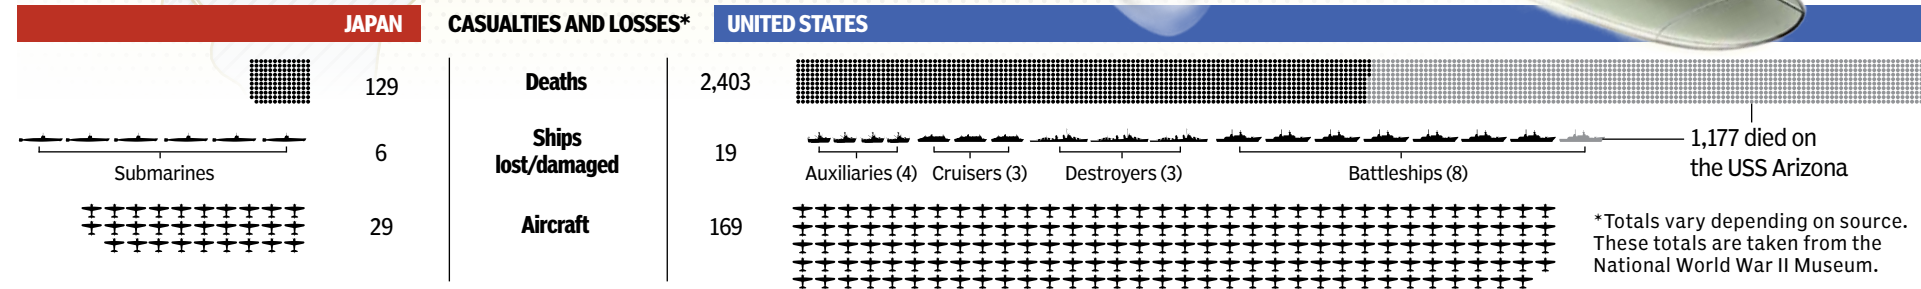 JAPAN CASUALTIES AND LOSSES* UNITED STATES
129 Deaths 2,403
6 Ships
lost/damaged 19
Submarines
Auxiliaries (4) Cruisers (3) Destroyers (3) Battleships (8)
1,177 died on
the USS Arizona
29 Aircraft 169
*Totals vary depending on source.
These totals are taken from the
National World War II Museum.